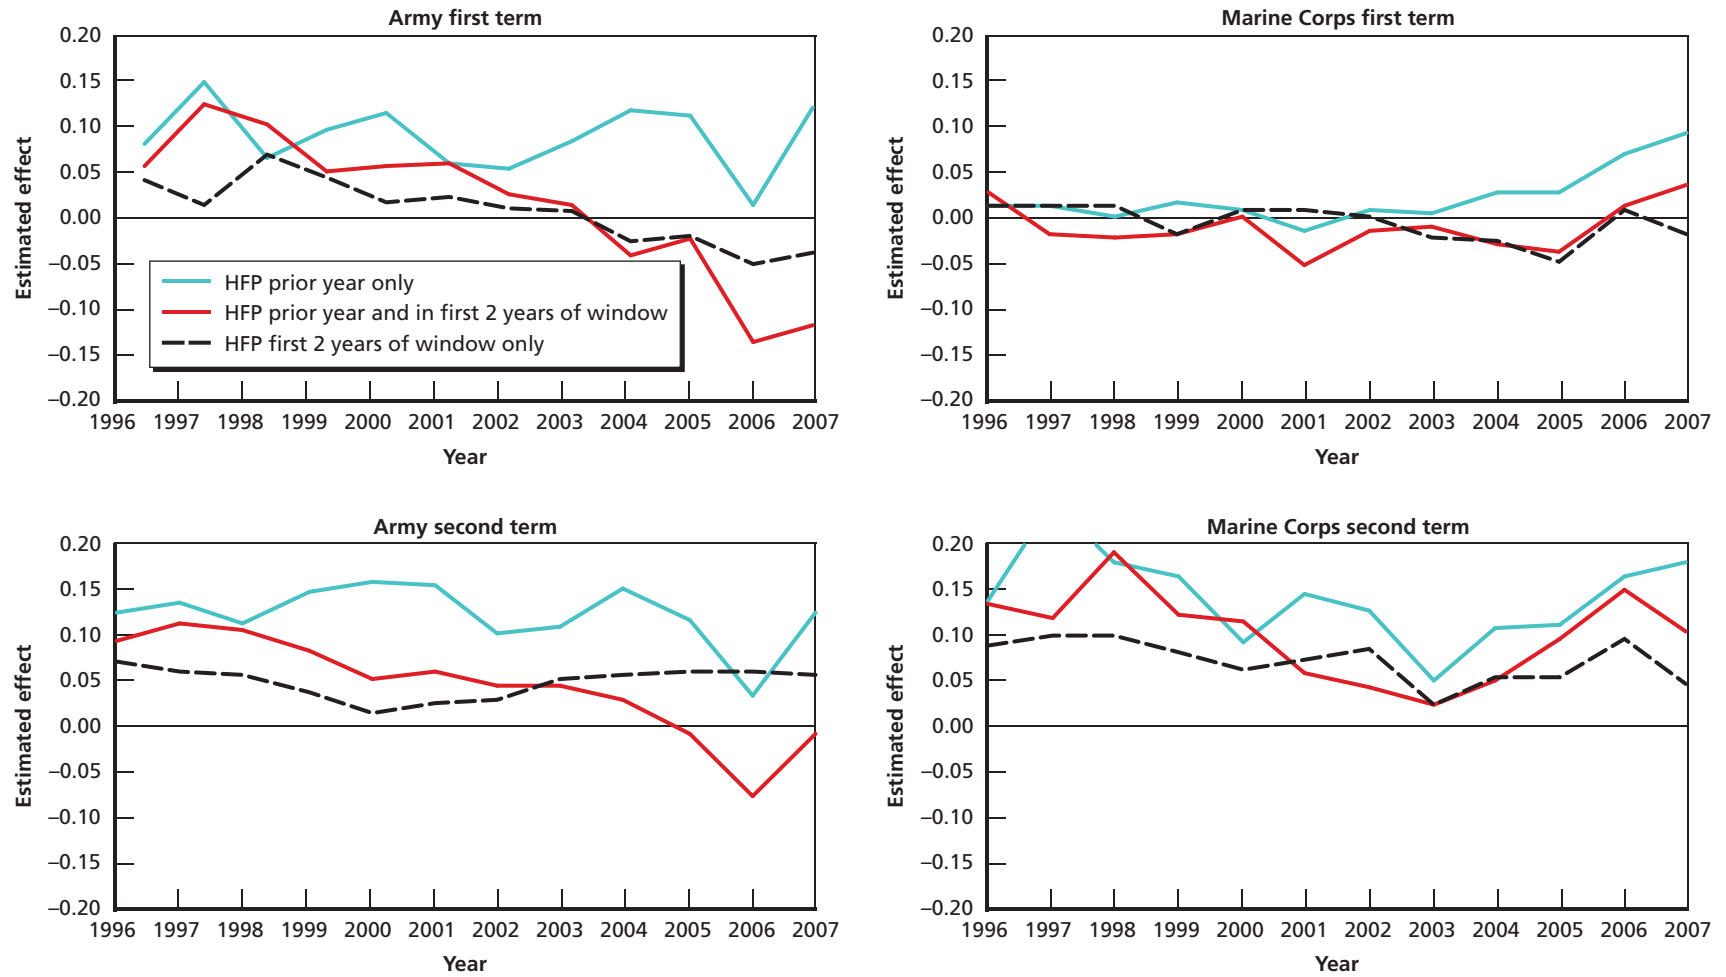 Army first term
Estimated effect
0.20
0.15
0.10
0.05
0.00
–0.05
–0.10
–0.15
–0.20
HFP prior year only
HFP prior year and in first 2 years of window
HFP first 2 years of window only
1996 1997 1998 1999 2000 2001 2002 2003 2004 2005 2006 2007
Year
Marine Corps first term
Estimated effect
0.20
0.15
0.10
0.05
0.00
–0.05
–0.10
–0.15
–0.20
1996 1997 1998 1999 2000 2001 2002 2003 2004 2005 2006 2007
Year
Army second term
Estimated effect
0.20
0.15
0.10
0.05
0.00
–0.05
–0.10
–0.15
–0.20
1996 1997 1998 1999 2000 2001 2002 2003 2004 2005 2006 2007
Year
Marine Corps second term
Estimated effect
0.20
0.15
0.10
0.05
0.00
–0.05
–0.10
–0.15
–0.20
1996 1997 1998 1999 2000 2001 2002 2003 2004 2005 2006 2007
Year